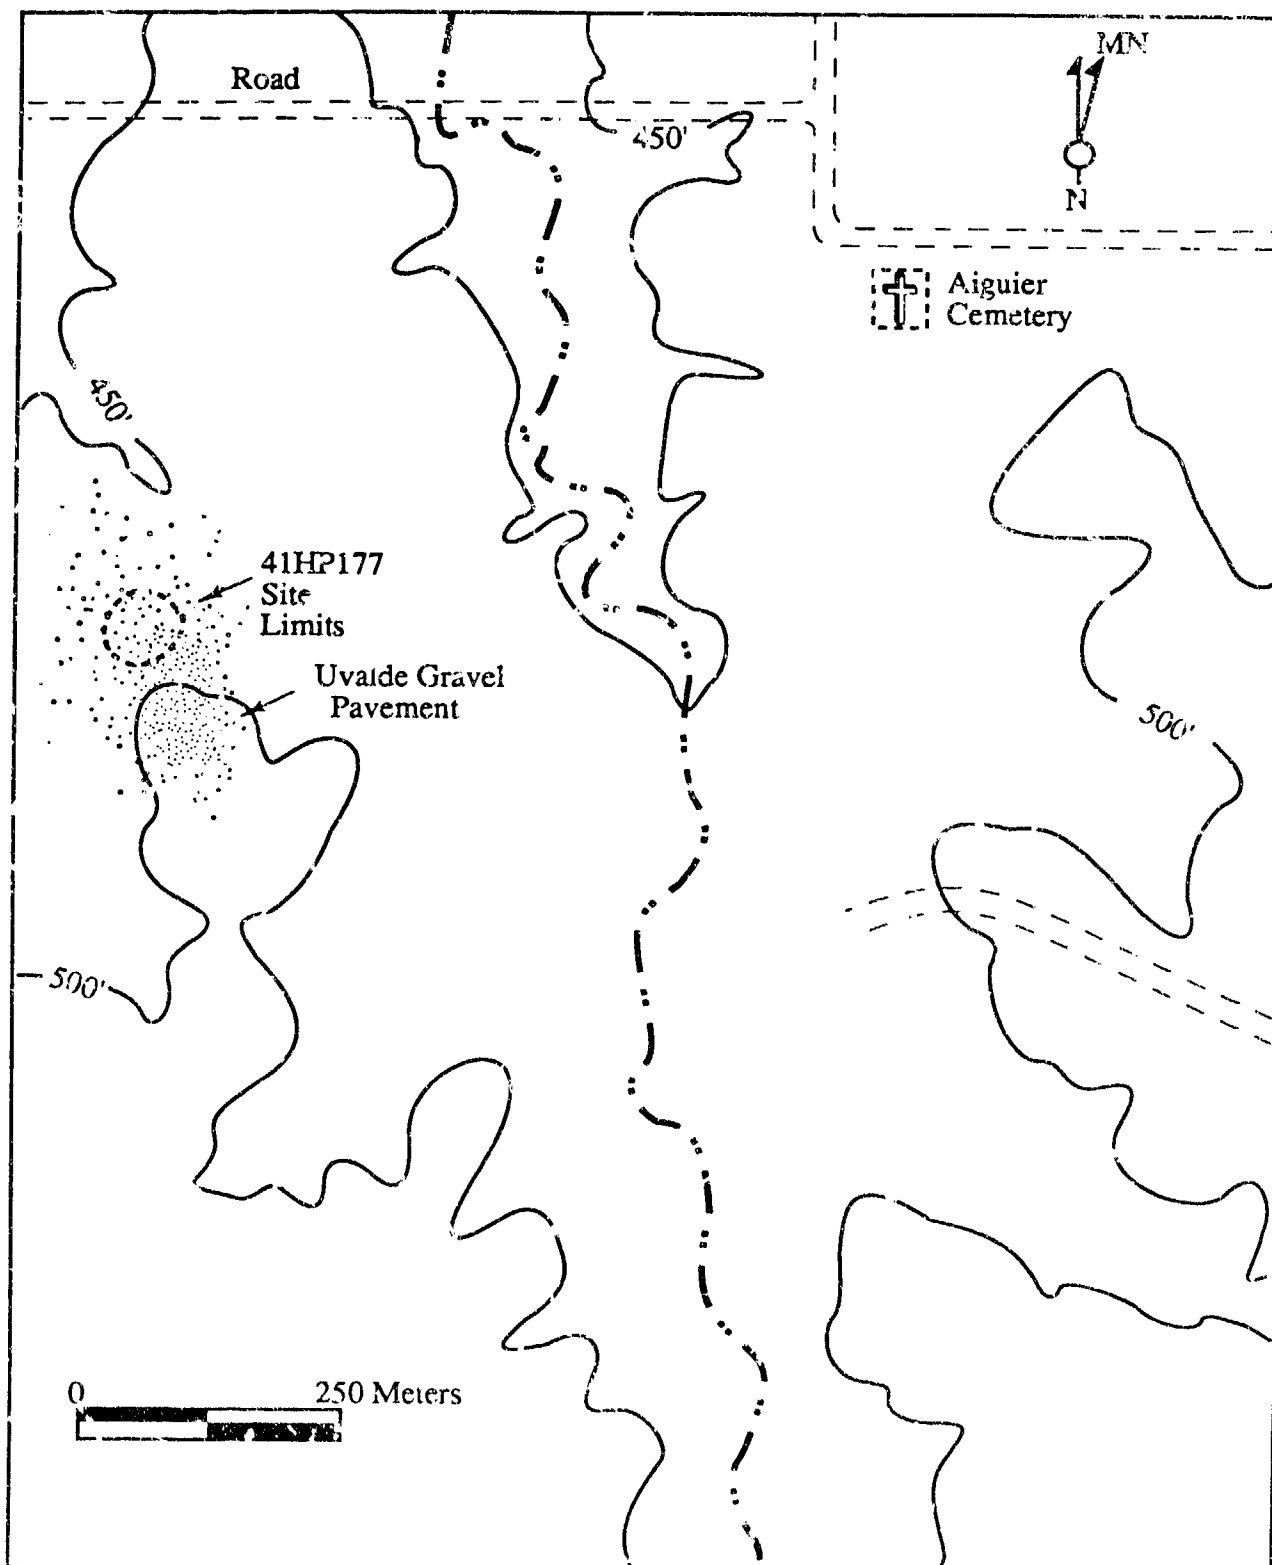 MN
Road
450'
N
Aiguier
Cemetery
450'
41HP177
Site
Limits
Uvalde Gravel
Pavement
500'
500'
0 250 Meters